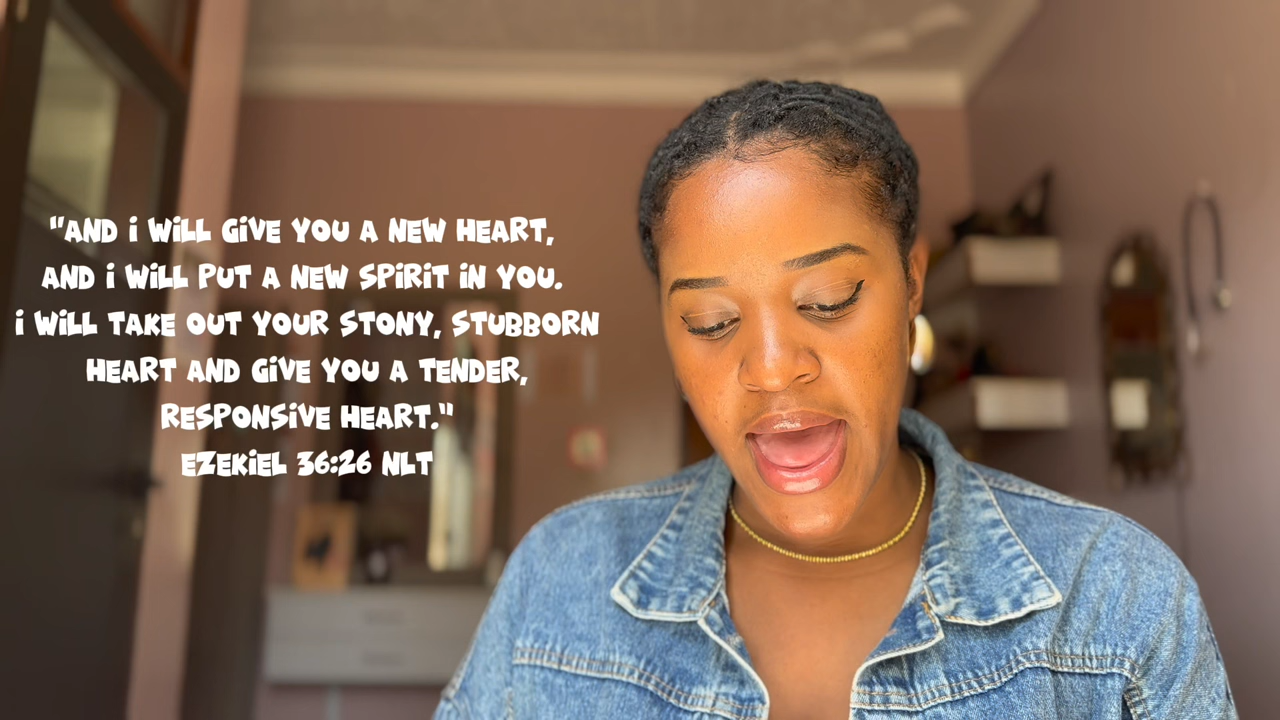 "AND i WiLL GiVE YOU A NEW HEART,
AND i WiLL PUT A NEW SPiRiT iN YOU.
i WiLL TAKE OUT YOUR STONY, STUBBORN
HEART AND GiVE YOU A TENDER,
RESPONSiVE HEART."
EZEKiEL 36:26 NLT